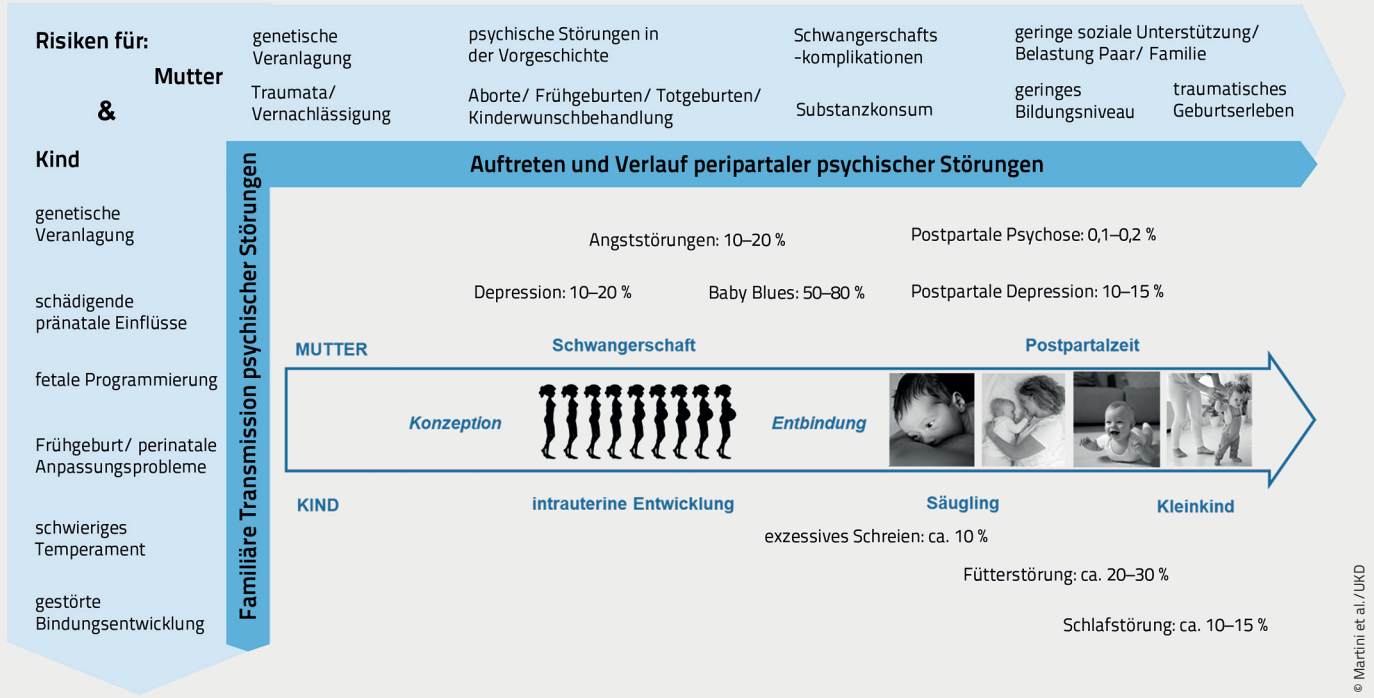 Risiken für:
Mutter
&
Kind
genetische
Veranlagung
Traumata/
Vernachlässigung
psychische Störungen in
der Vorgeschichte
Aborte/ Frühgeburten/ Totgeburten/
Kinderwunschbehandlung
Schwangerschafts
-komplikationen
Substanzkonsum
geringe soziale Unterstützung/
Belastung Paar/ Familie
geringes
Bildungsniveau
traumatisches
Geburtserleben
Auftreten und Verlauf peripartaler psychischer Störungen
Familiäre Transmission psychischer Störungen
genetische
Veranlagung
schädigende
pränatale Einflüsse
fetale Programmierung
Frühgeburt/ perinatale
Anpassungsprobleme
schwieriges
Temperament
gestörte
Bindungsentwicklung
Angststörungen: 10–20 %
Postpartale Psychose: 0,1–0,2 %
Depression: 10–20 %
Baby Blues: 50–80 %
Postpartale Depression: 10–15 %
MUTTER
Schwangerschaft
Postpartalzeit
Konzeption
Entbindung
KIND
intrauterine Entwicklung
Säugling
Kleinkind
exzessives Schreien: ca. 10 %
Fütterstörung: ca. 20–30 %
Schlafstörung: ca. 10–15 %
© Martini et al. / UKD